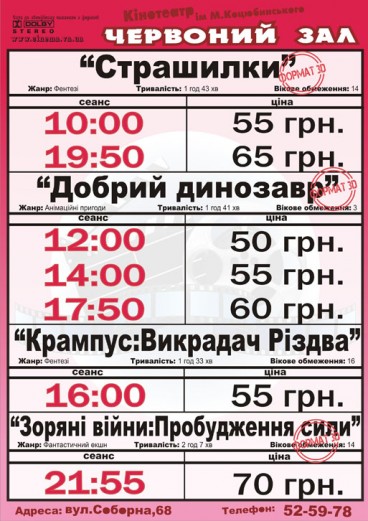 Кінотеатр ім М.Коцюбинського
DOLBY
STEREO
www.cinema.vn.ua
ЧЕРВОНИЙ ЗАЛ
“Страшилки”
ФОРМАТ 3D
Жанр: Фентезі Тривалість: 1 год 43 хв Вікове обмеження: 14
сеанс ціна
10:00 55 грн.
19:50 65 грн.
“Добрий динозавр”
ФОРМАТ 3D
Жанр: Анімаційні пригоди Тривалість: 1 год 41 хв Вікове обмеження: 3
сеанс ціна
12:00 50 грн.
14:00 55 грн.
17:50 60 грн.
“Крампус:Викрадач Різдва”
Жанр: Фентезі Тривалість: 1 год 33 хв Вікове обмеження: 16
сеанс ціна
16:00 55 грн.
“Зоряні війни:Пробудження сили”
ФОРМАТ 3D
Жанр: Фантастичний екшн Тривалість: 2 год 7 хв Вікове обмеження: 14
сеанс ціна
21:55 70 грн.
Адреса: вул.Соборна,68 Телефон: 52-59-78